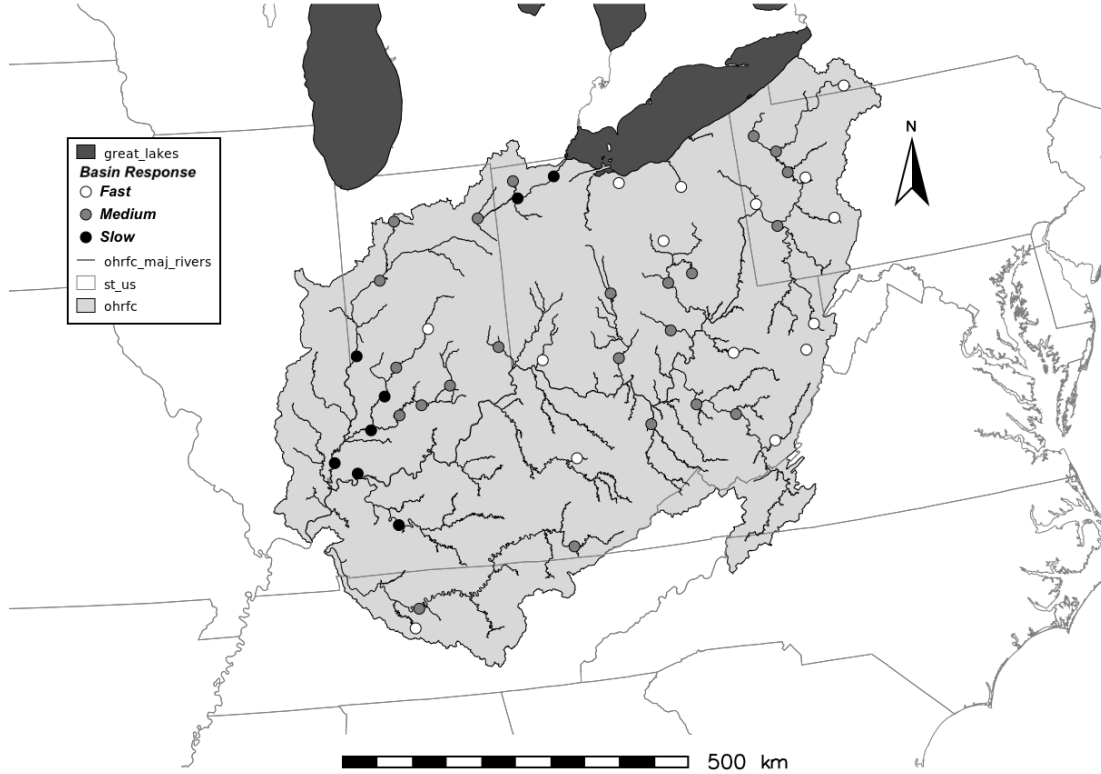 great_lakes
Basin Response
Fast
Medium
Slow
ohrfc_maj_rivers
st_us
ohrfc
N
500 km